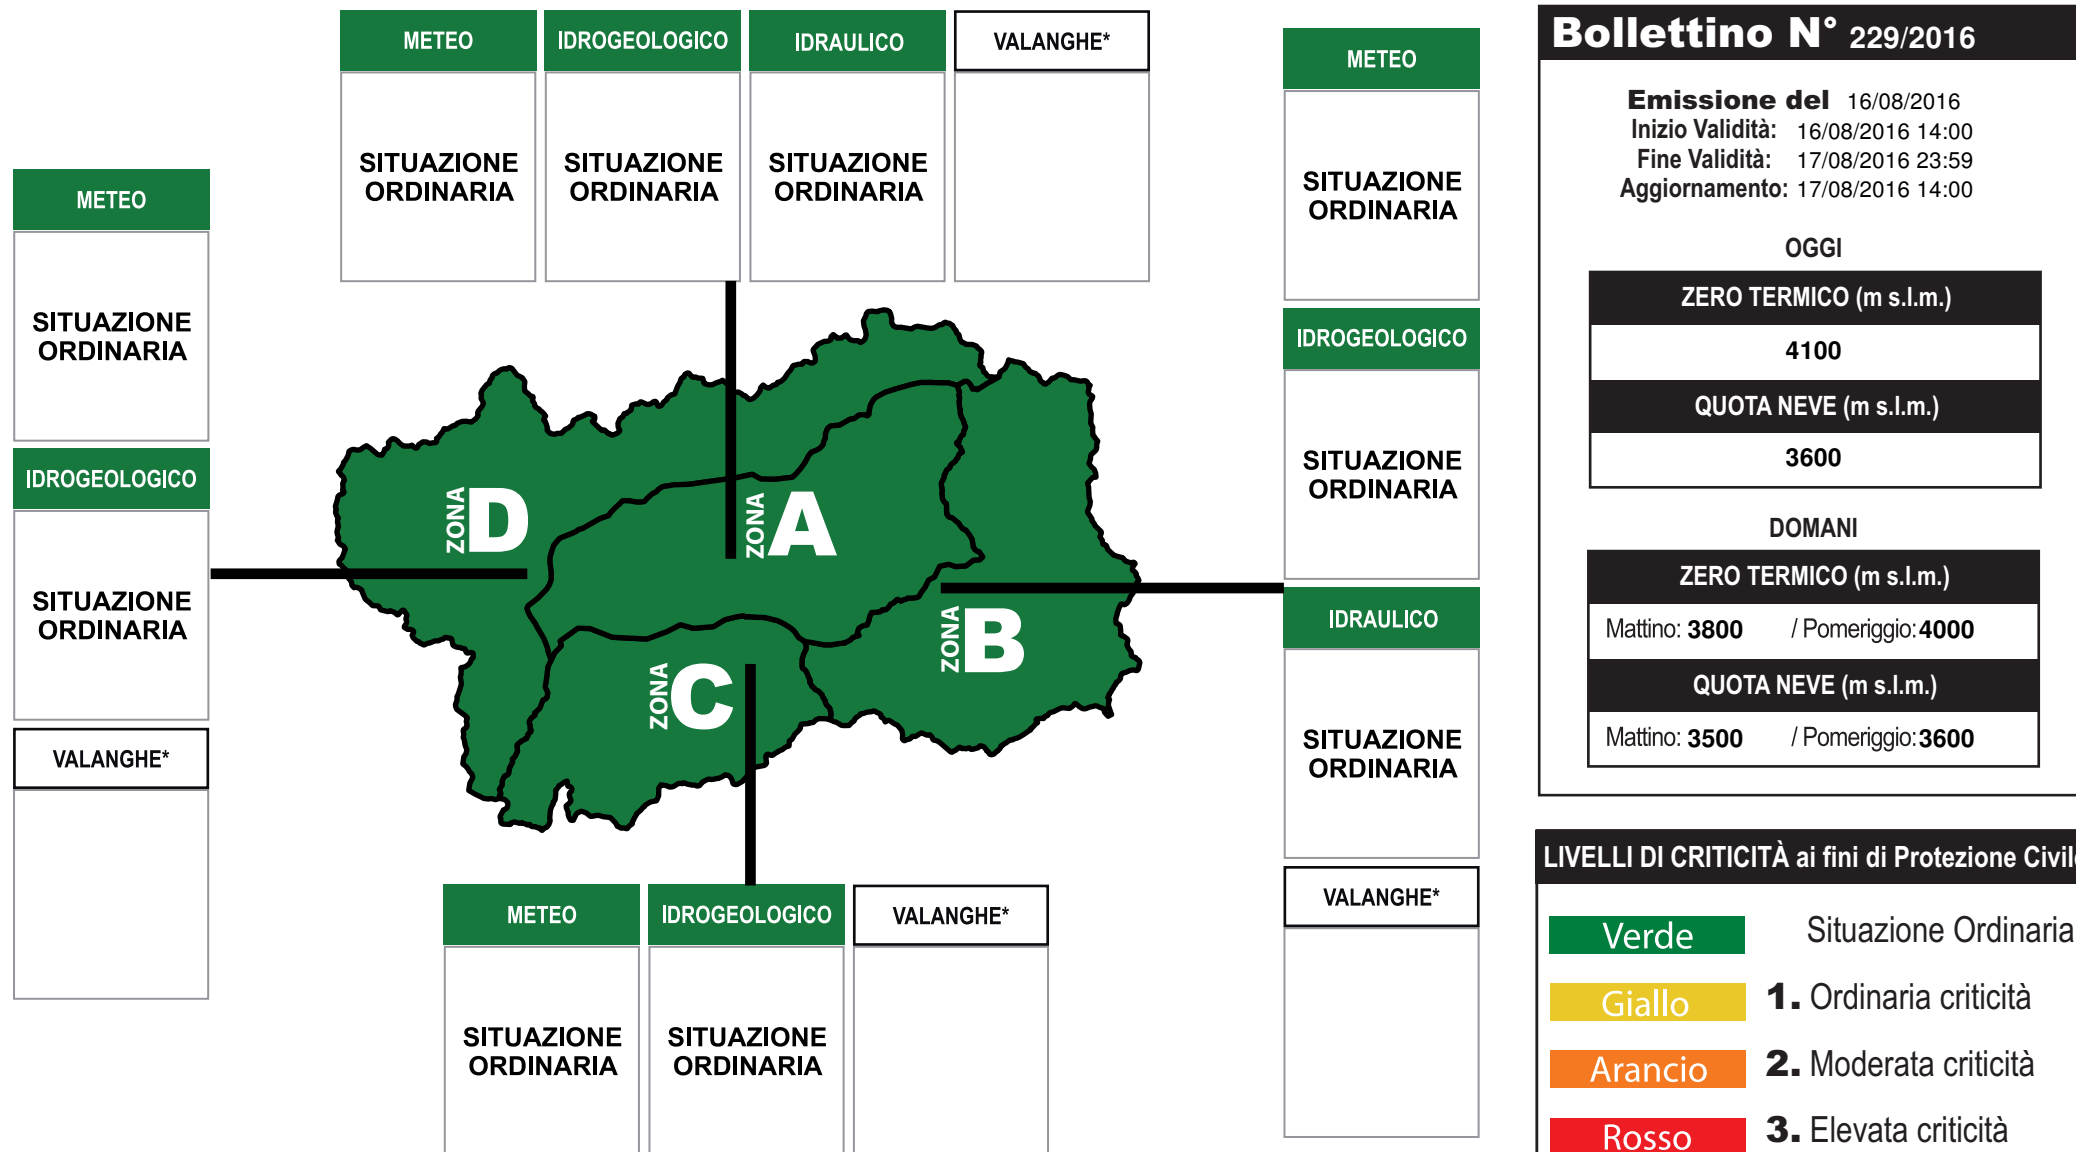 METEO
IDROGEOLOGICO
IDRAULICO
VALANGHE*
SITUAZIONE
ORDINARIA
SITUAZIONE
ORDINARIA
SITUAZIONE
ORDINARIA
METEO
SITUAZIONE
ORDINARIA
IDROGEOLOGICO
SITUAZIONE
ORDINARIA
VALANGHE*
ZONA D
ZONA A
ZONA B
ZONA C
METEO
SITUAZIONE
ORDINARIA
IDROGEOLOGICO
SITUAZIONE
ORDINARIA
IDRAULICO
SITUAZIONE
ORDINARIA
VALANGHE*
METEO
IDROGEOLOGICO
VALANGHE*
SITUAZIONE
ORDINARIA
SITUAZIONE
ORDINARIA
Bollettino N° 229/2016
Emissione del 16/08/2016
Inizio Validità: 16/08/2016 14:00
Fine Validità: 17/08/2016 23:59
Aggiornamento: 17/08/2016 14:00
OGGI
ZERO TERMICO (m s.l.m.)
4100
QUOTA NEVE (m s.l.m.)
3600
DOMANI
ZERO TERMICO (m s.l.m.)
Mattino: 3800 / Pomeriggio: 4000
QUOTA NEVE (m s.l.m.)
Mattino: 3500 / Pomeriggio: 3600
LIVELLI DI CRITICITÀ ai fini di Protezione Civile
Verde Situazione Ordinaria
Giallo 1. Ordinaria criticità
Arancio 2. Moderata criticità
Rosso 3. Elevata criticità